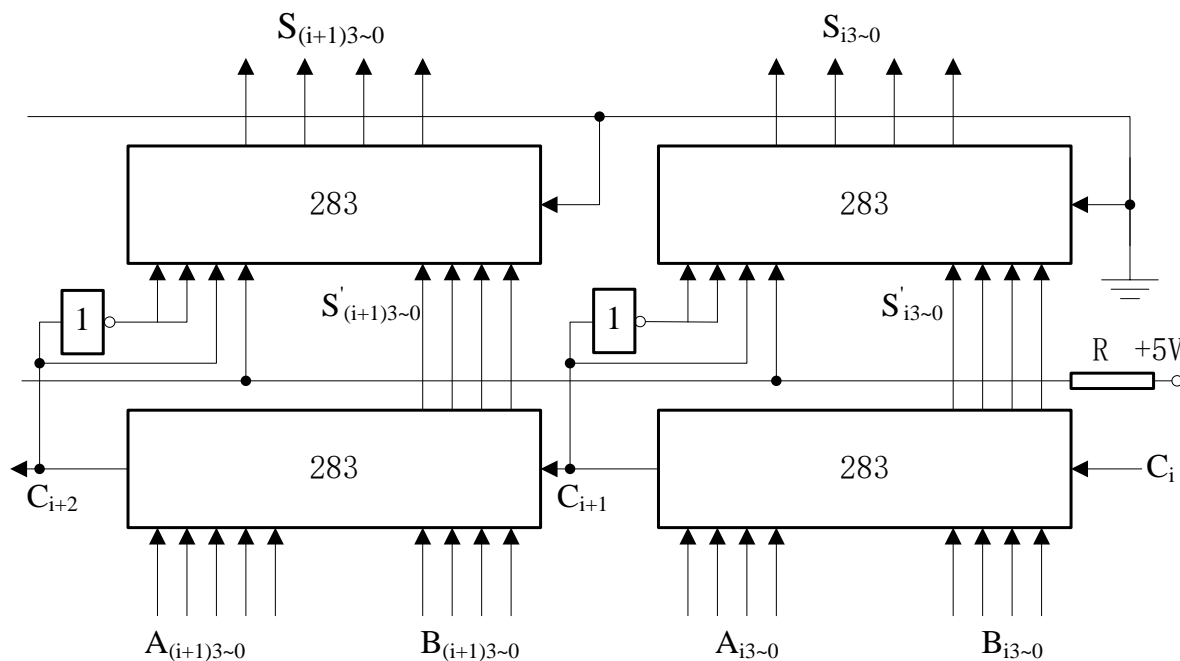 S(i+1)3~0 Si3~0
283 283
1 S'(i+1)3~0 1 S'i3~0
R +5V
283 283
Ci+2 Ci+1 Ci
A(i+1)3~0 B(i+1)3~0 Ai3~0 Bi3~0